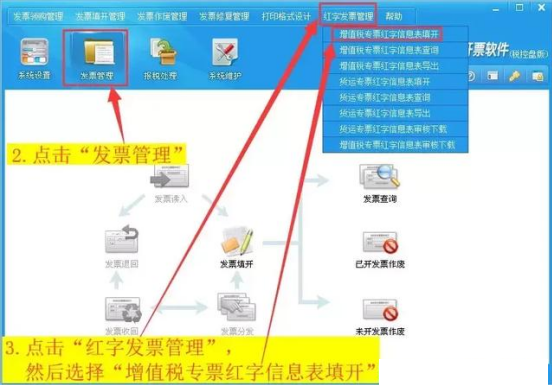 发票领购管理 发票填开管理 发票作废管理 发票修复管理 打印格式设计 红字发票管理 帮助
增值税专票红字信息表填开
增值税专票红字信息表查询
增值税专票红字信息表导出
货运专票红字信息表填开
货运专票红字信息表查询
货运专票红字信息表导出
货运专票红字信息表审核下载
增值税专票红字信息表审核下载
开票软件(税控盘版)
系统设置 发票管理 报税处理 系统维护
2.点击“发票管理”
发票读入
发票查询
发票退回
发票填开
已开发票作废
发票收回
发票分发
未开发票作废
3.点击“红字发票管理”,
然后选择“增值税专票红字信息表填开”